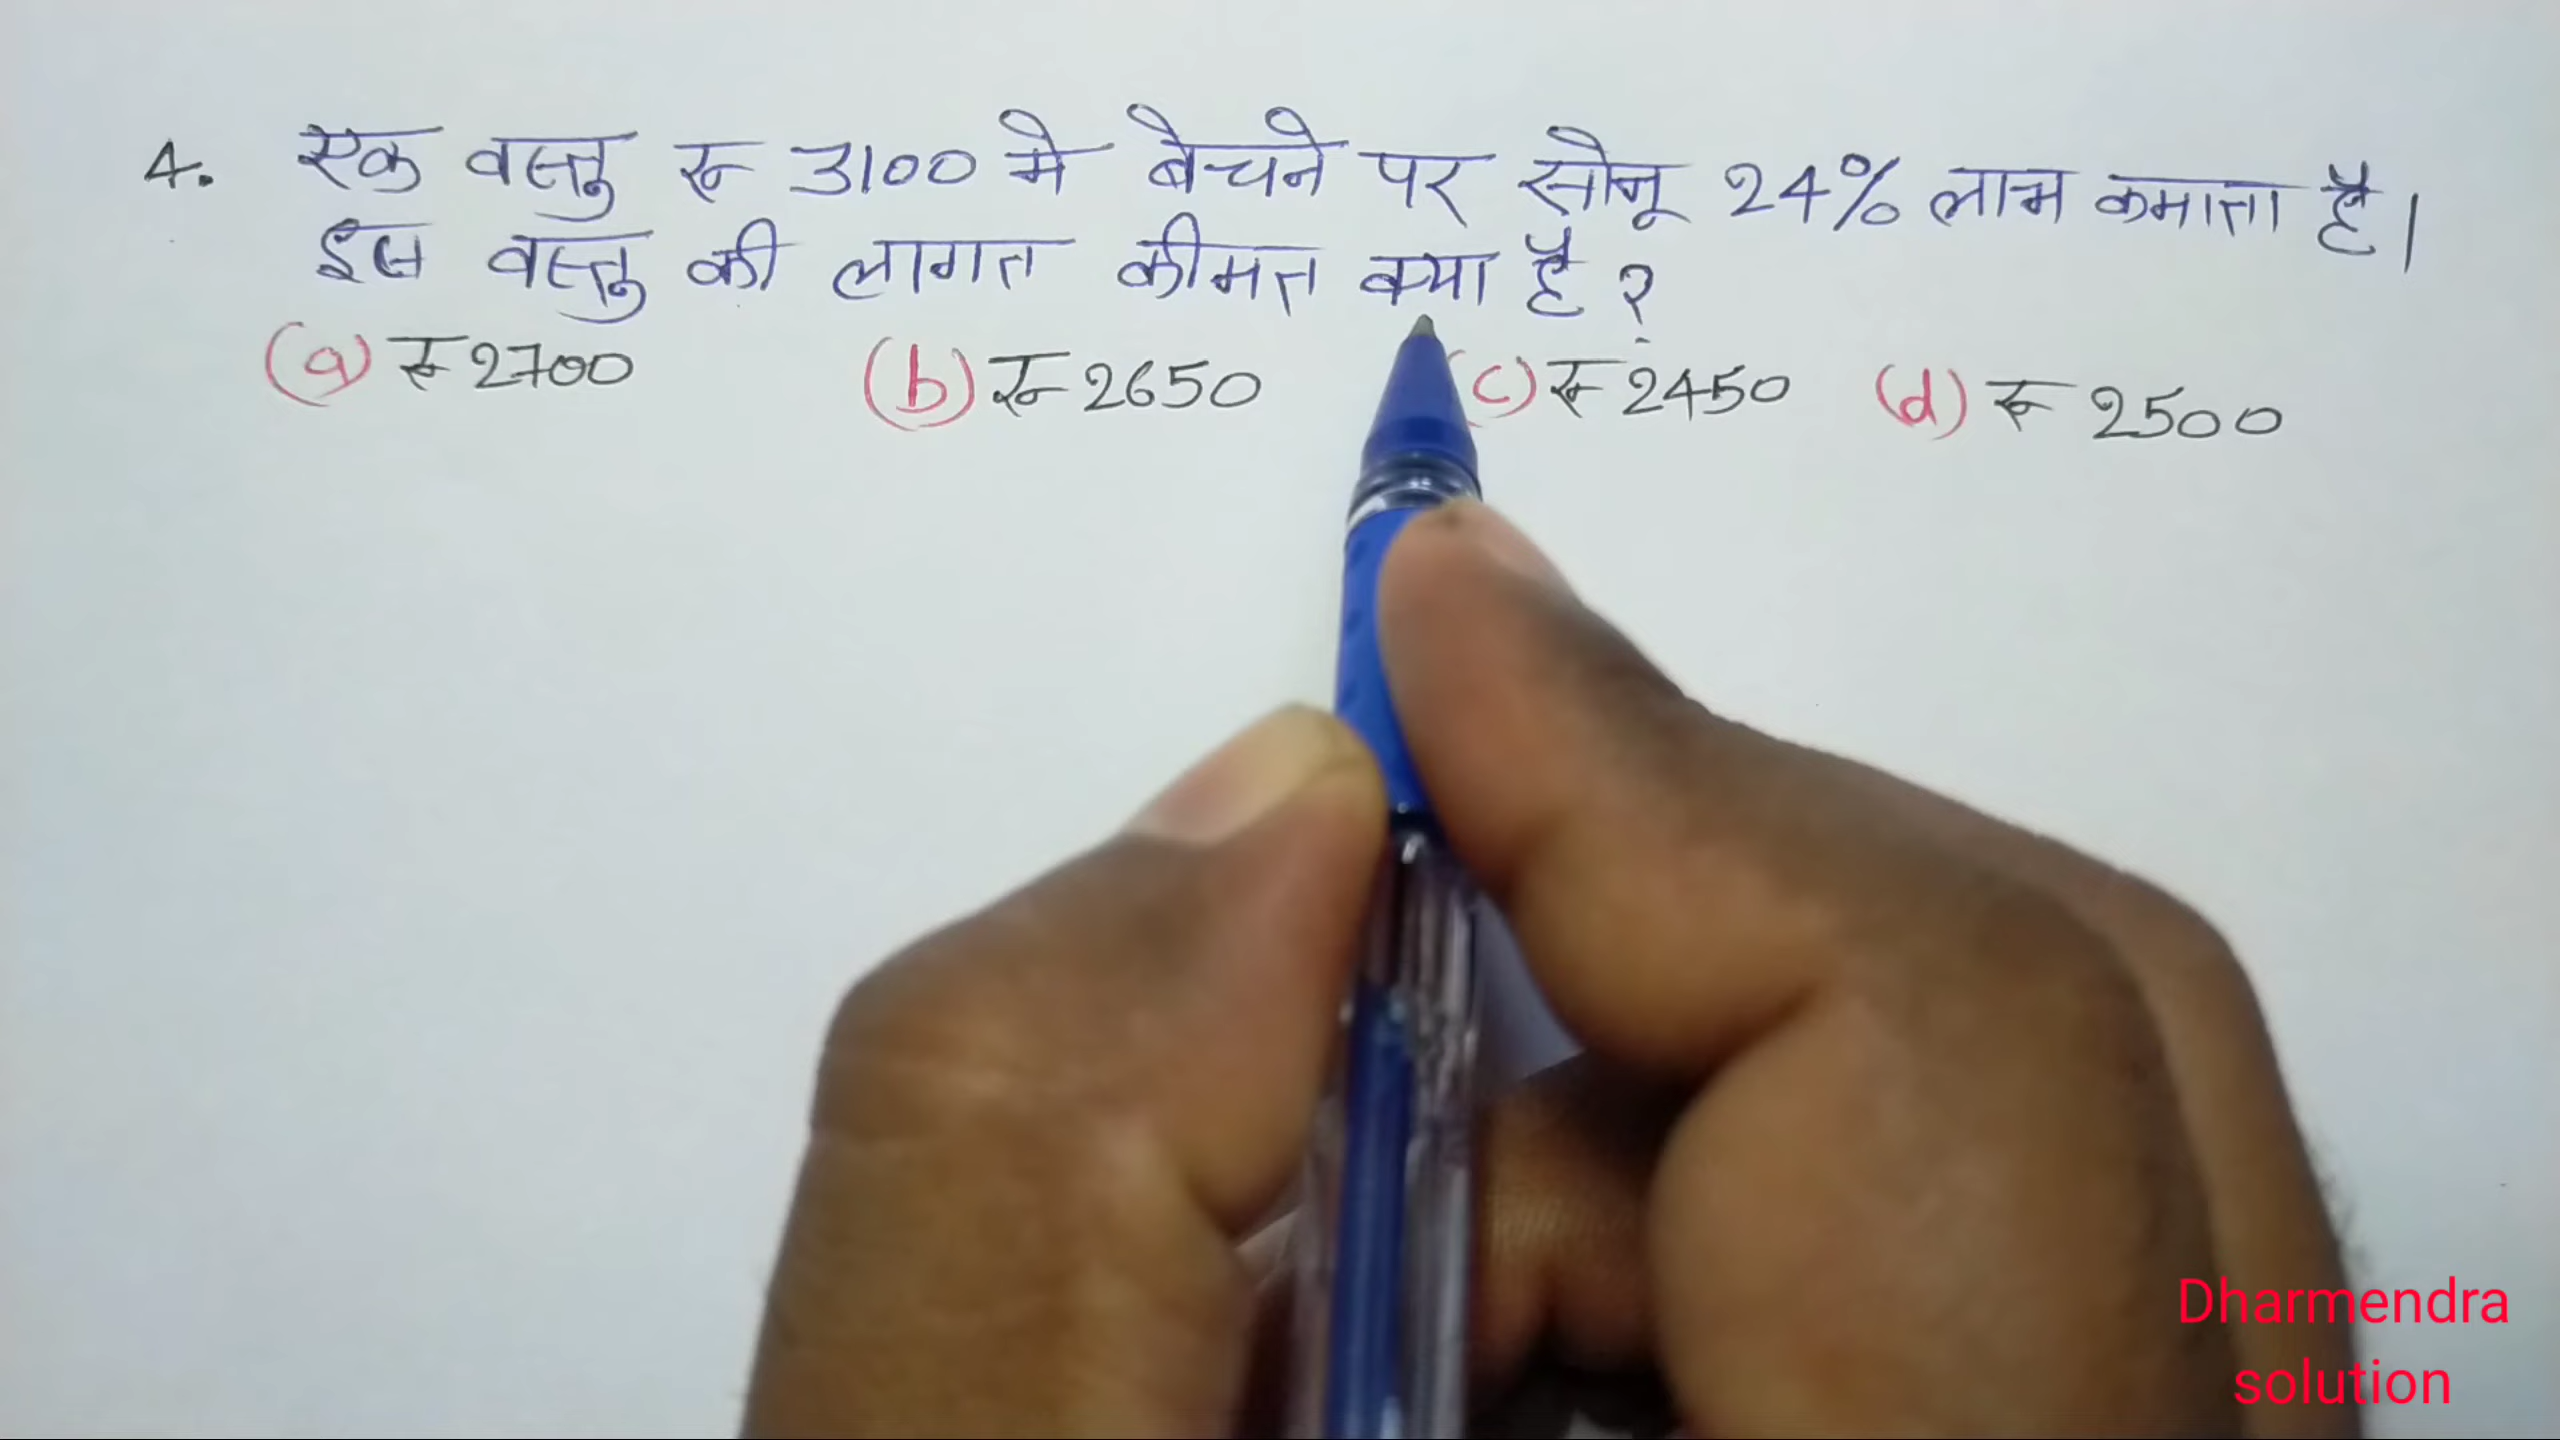 4. एक वस्तु रू 3100 मे बेचने पर सोनू 24% लाभ कमाता है।
इस वस्तु की लागत कीमत क्या है?
(a) रू 2700 (b) रू 2650 (c) रू 2450 (d) रू 2500
Dharmendra
solution